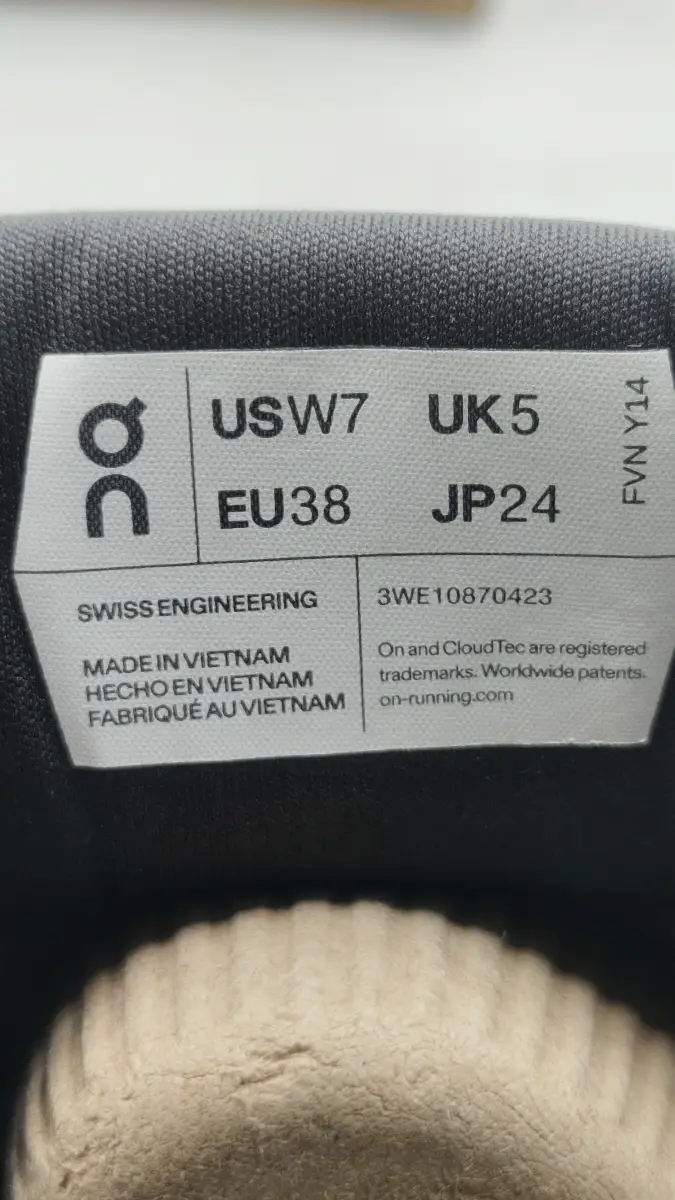 On
USW7 UK5
EU38 JP24
FVN Y14
SWISS ENGINEERING
MADE IN VIETNAM
HECHO EN VIETNAM
FABRIQUÉ AU VIETNAM
3WE10870423
On and CloudTec are registered
trademarks. Worldwide patents.
on-running.com